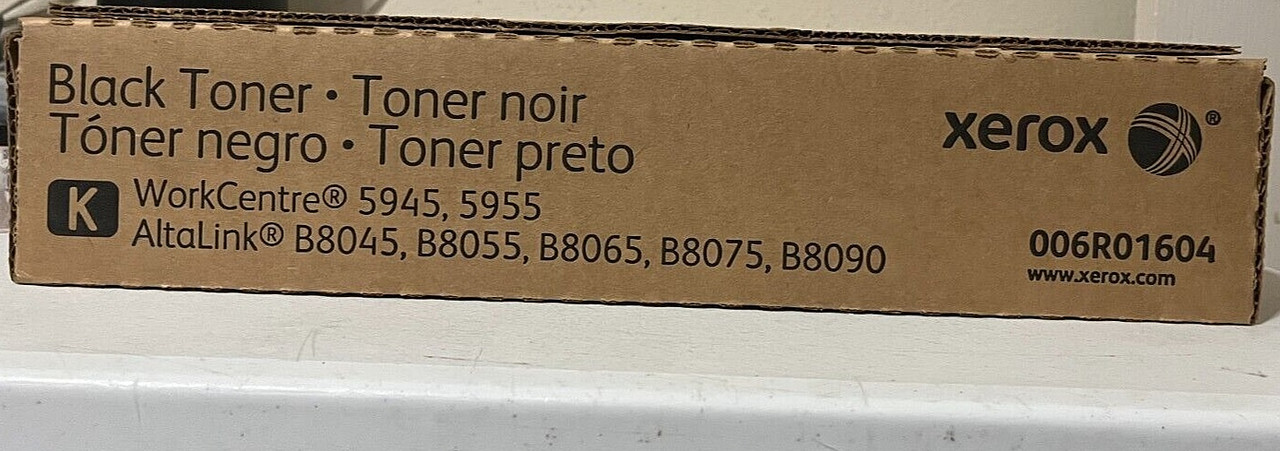 Black Toner • Toner noir
Tóner negro • Toner preto
K
WorkCentre® 5945, 5955
AltaLink® B8045, B8055, B8065, B8075, B8090
xerox ®
006R01604
www.xerox.com